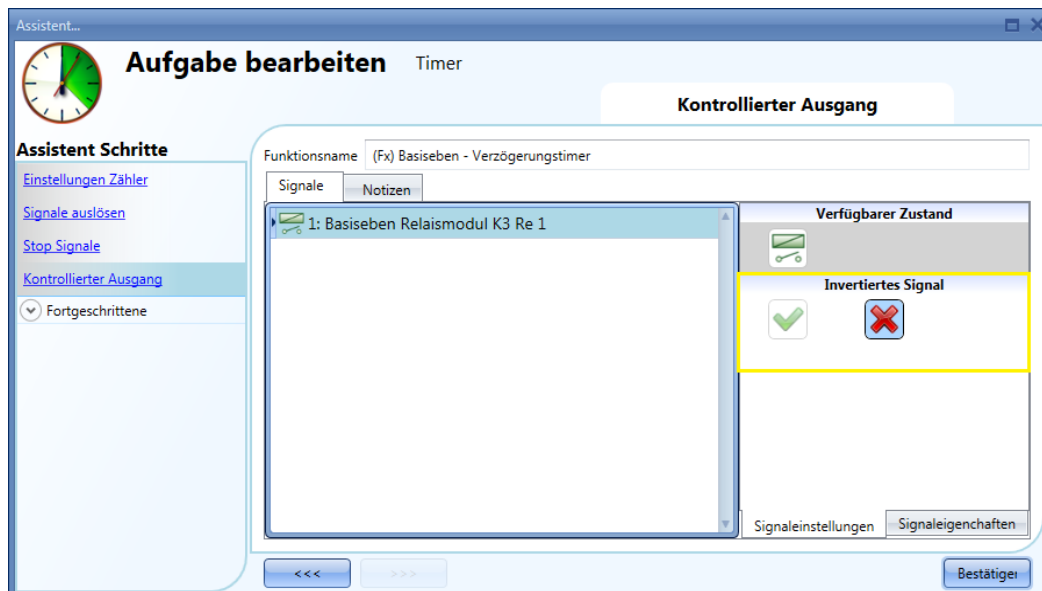 Assistent...
Aufgabe bearbeiten Timer
Kontrollierter Ausgang
Assistent Schritte
Einstellungen Zähler
Signale auslösen
Stop Signale
Kontrollierter Ausgang
Fortgeschrittene
Funktionsname (Fx) Basiseben - Verzögerungstimer
Signale Notizen
1: Basiseben Relaismodul K3 Re 1
Verfügbarer Zustand
Invertiertes Signal
Signaleinstellungen Signaleigenchaften
<<< >>> Bestätiger